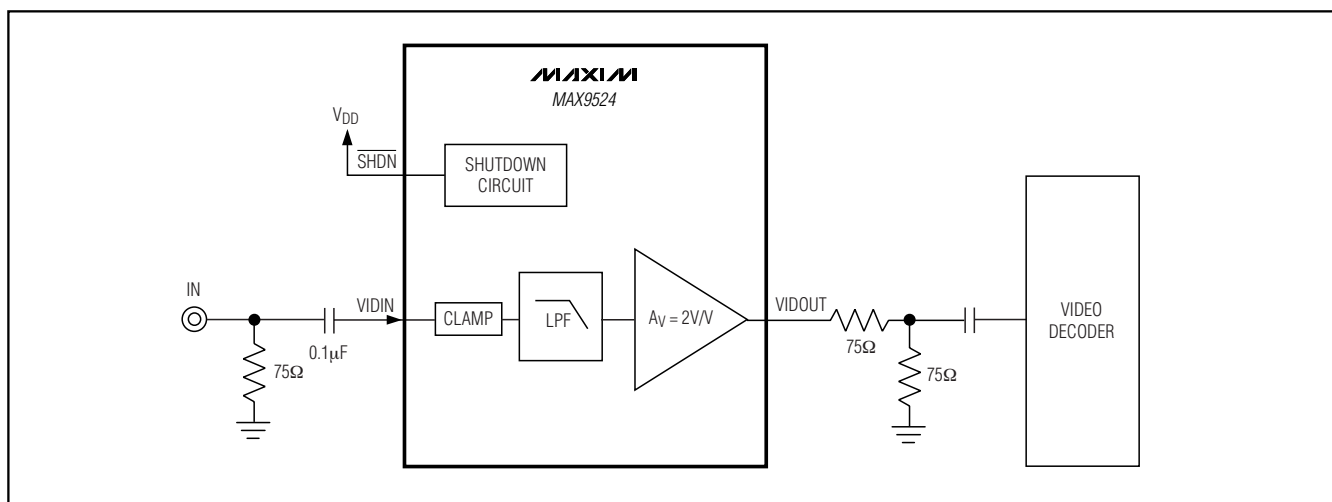 MAXIM
MAX9524
VDD
SHDN
SHUTDOWN
CIRCUIT
IN
VIDIN
CLAMP
LPF
AV = 2V/V
VIDOUT
VIDEO
DECODER
0.1μF
75Ω
75Ω
75Ω